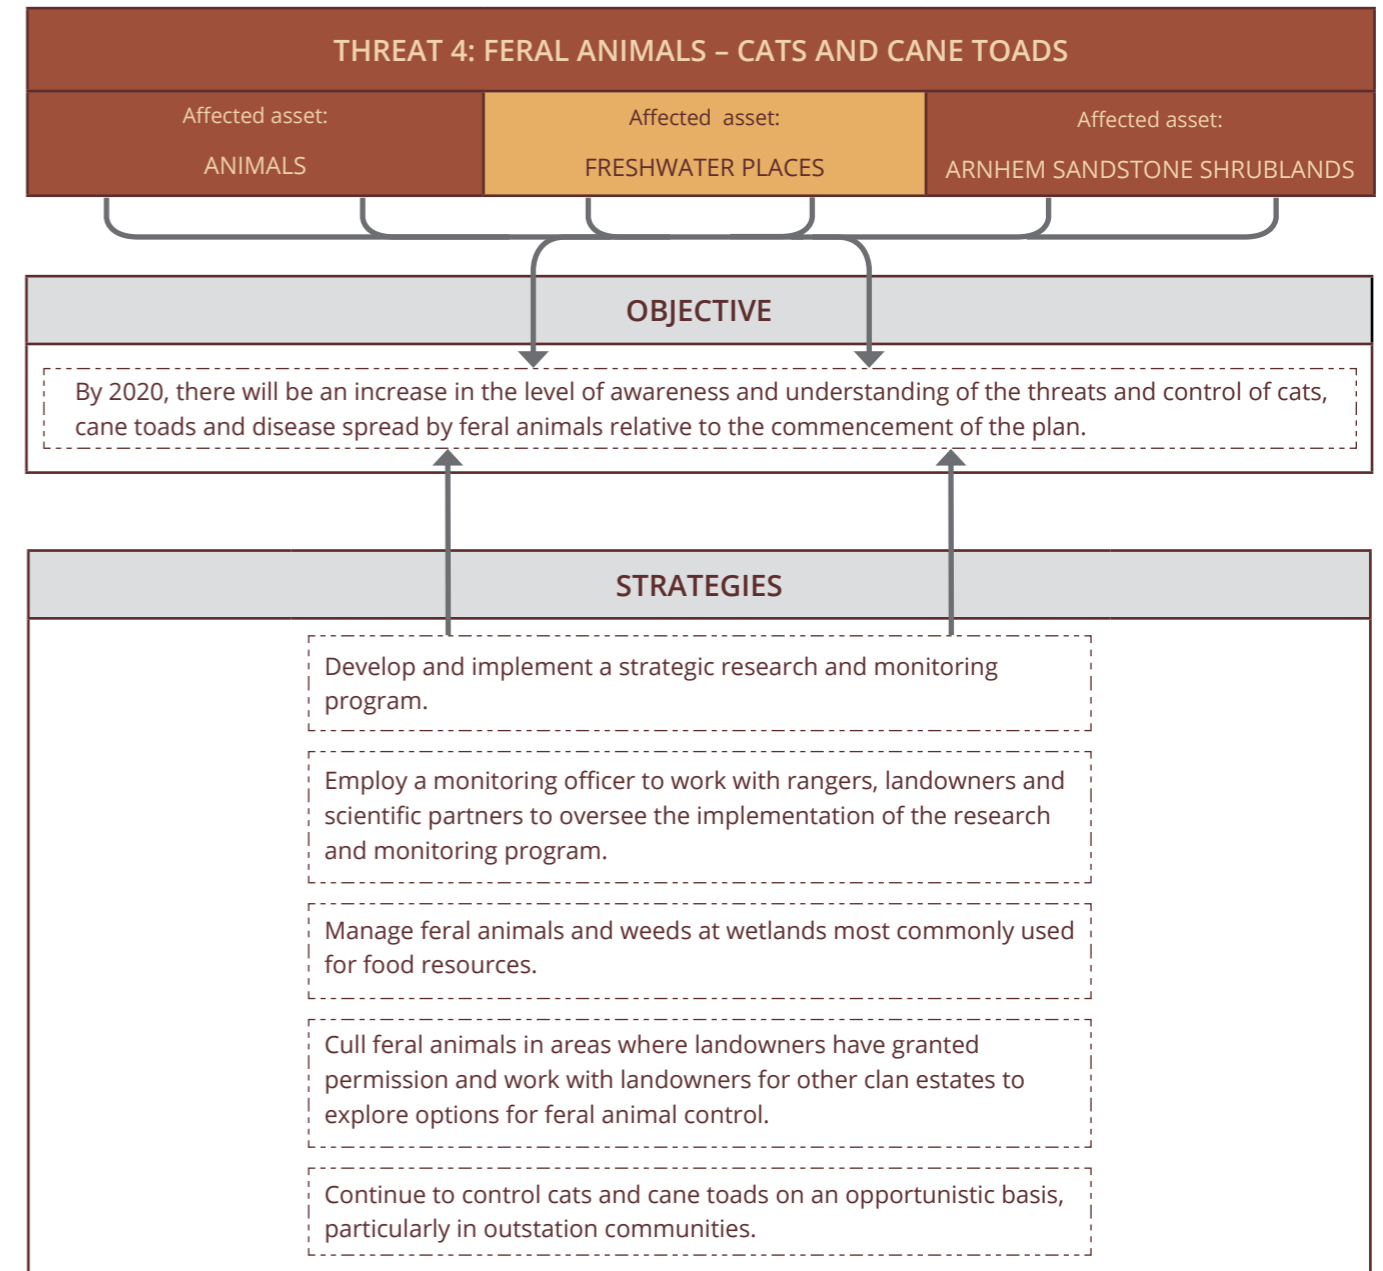 THREAT 4: FERAL ANIMALS – CATS AND CANE TOADS
Affected asset:
ANIMALS
Affected asset:
FRESHWATER PLACES
Affected asset:
ARNHEM SANDSTONE SHRUBLANDS
OBJECTIVE
By 2020, there will be an increase in the level of awareness and understanding of the threats and control of cats,
cane toads and disease spread by feral animals relative to the commencement of the plan.
STRATEGIES
Develop and implement a strategic research and monitoring
program.
Employ a monitoring officer to work with rangers, landowners and
scientific partners to oversee the implementation of the research
and monitoring program.
Manage feral animals and weeds at wetlands most commonly used
for food resources.
Cull feral animals in areas where landowners have granted
permission and work with landowners for other clan estates to
explore options for feral animal control.
Continue to control cats and cane toads on an opportunistic basis,
particularly in outstation communities.